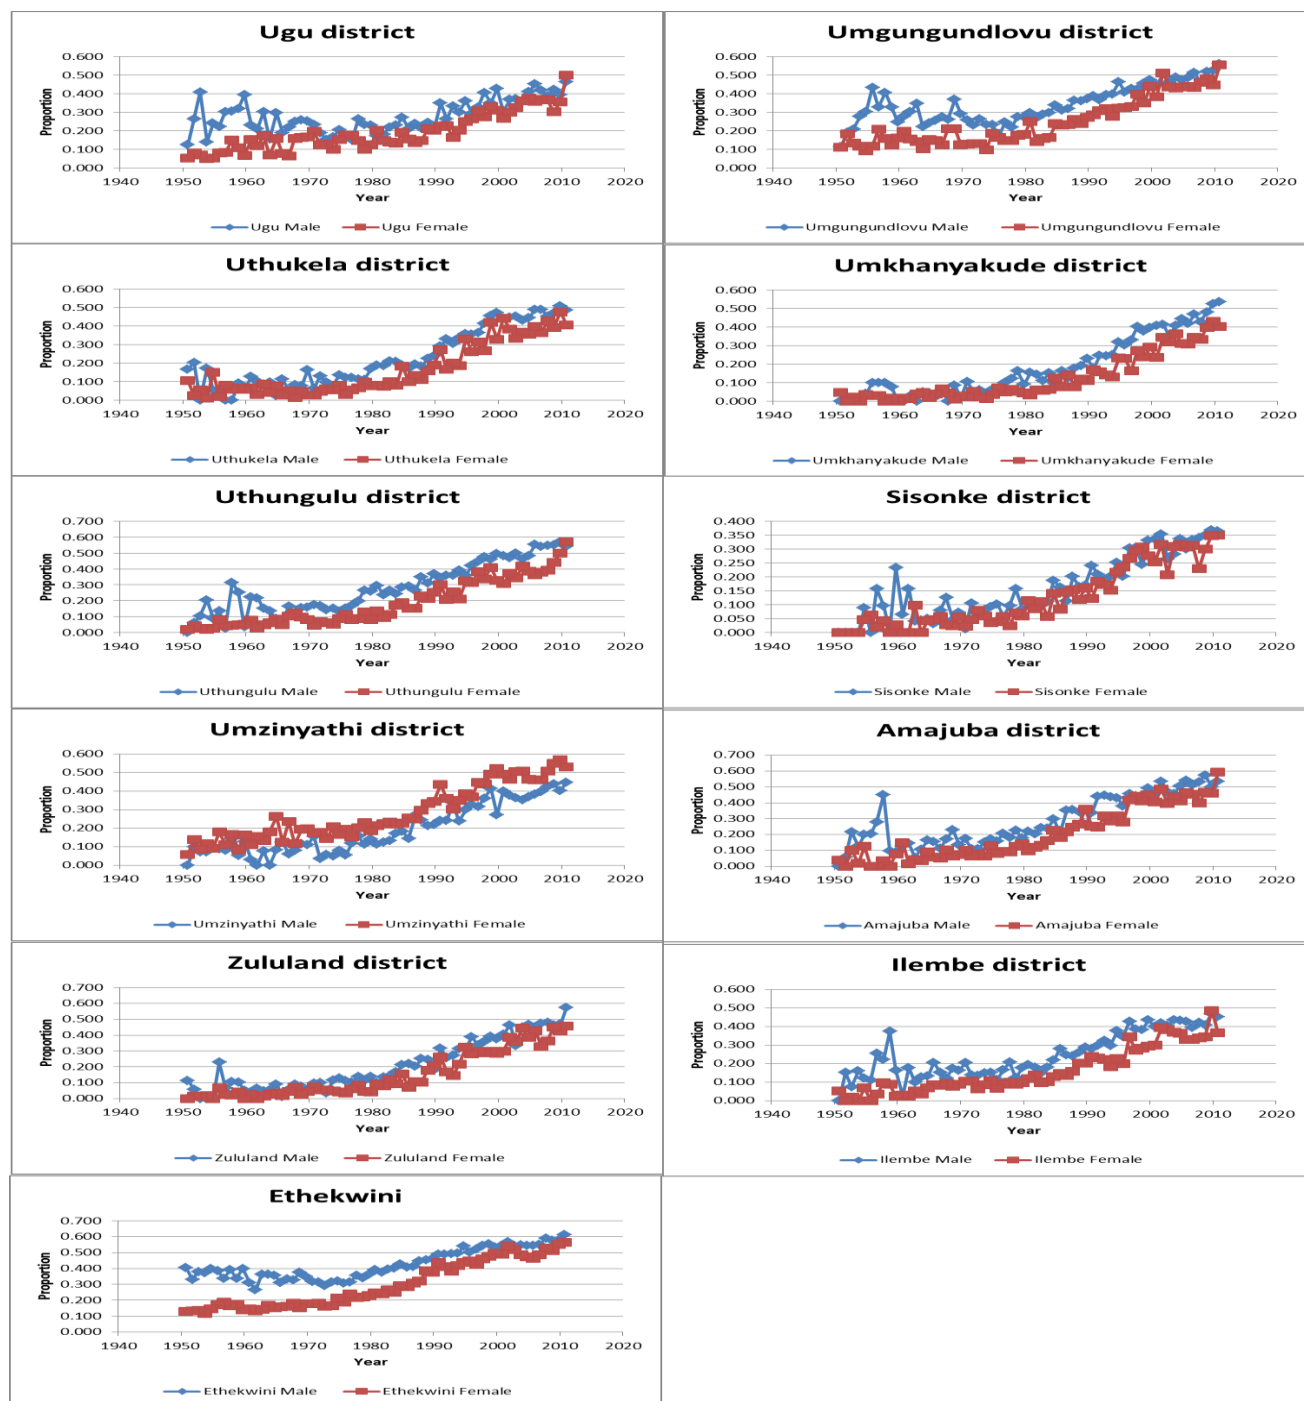 Ugu district
0.600
0.500
0.400
0.300
0.200
0.100
0.000
Proportion
1940 1950 1960 1970 1980 1990 2000 2010 2020
Year
Ugu Male Ugu Female
Umgungundlovu district
0.600
0.500
0.400
0.300
0.200
0.100
0.000
Proportion
1940 1950 1960 1970 1980 1990 2000 2010 2020
Year
Umgungundlovu Male Umgungundlovu Female
Uthukela district
0.600
0.500
0.400
0.300
0.200
0.100
0.000
Proportion
1940 1950 1960 1970 1980 1990 2000 2010 2020
Year
Uthukela Male Uthukela Female
Umkhanyakude district
0.600
0.500
0.400
0.300
0.200
0.100
0.000
Proportion
1940 1950 1960 1970 1980 1990 2000 2010 2020
Year
Umkhanyakude Male Umkhanyakude Female
Uthungulu district
0.700
0.600
0.500
0.400
0.300
0.200
0.100
0.000
Proportion
1940 1950 1960 1970 1980 1990 2000 2010 2020
Year
Uthungulu Male Uthungulu Female
Sisonke district
0.400
0.350
0.300
0.250
0.200
0.150
0.100
0.050
0.000
Proportion
1940 1950 1960 1970 1980 1990 2000 2010 2020
Year
Sisonke Male Sisonke Female
Umzinyathi district
0.600
0.500
0.400
0.300
0.200
0.100
0.000
Proportion
1940 1950 1960 1970 1980 1990 2000 2010 2020
Year
Umzinyathi Male Umzinyathi Female
Amajuba district
0.700
0.600
0.500
0.400
0.300
0.200
0.100
0.000
Proportion
1940 1950 1960 1970 1980 1990 2000 2010 2020
Year
Amajuba Male Amajuba Female
Zululand district
0.700
0.600
0.500
0.400
0.300
0.200
0.100
0.000
Proportion
1940 1950 1960 1970 1980 1990 2000 2010 2020
Year
Zululand Male Zululand Female
Ilembe district
0.600
0.500
0.400
0.300
0.200
0.100
0.000
Proportion
1940 1950 1960 1970 1980 1990 2000 2010 2020
Year
Ilembe Male Ilembe Female
Ethekwini
0.700
0.600
0.500
0.400
0.300
0.200
0.100
0.000
Proportion
1940 1950 1960 1970 1980 1990 2000 2010 2020
Year
Ethekwini Male Ethekwini Female